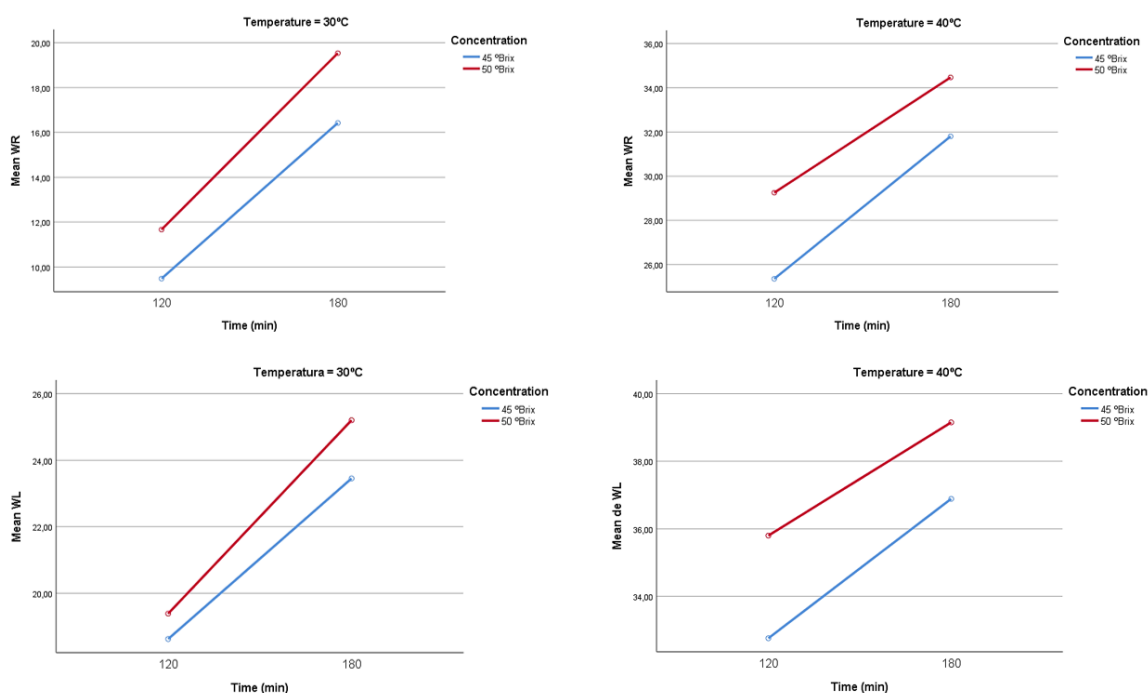 Temperature = 30ºC
Concentration
45 ºBrix
50 ºBrix
Mean WR
20,00
18,00
16,00
14,00
12,00
10,00
120
180
Time (min)
Temperature = 40ºC
Concentration
45 ºBrix
50 ºBrix
Mean WR
36,00
34,00
32,00
30,00
28,00
26,00
120
180
Time (min)
Temperatura = 30ºC
Concentration
45 ºBrix
50 ºBrix
Mean WL
26,00
24,00
22,00
20,00
120
180
Time (min)
Temperature = 40ºC
Concentration
45 ºBrix
50 ºBrix
Mean de WL
40,00
38,00
36,00
34,00
120
180
Time (min)